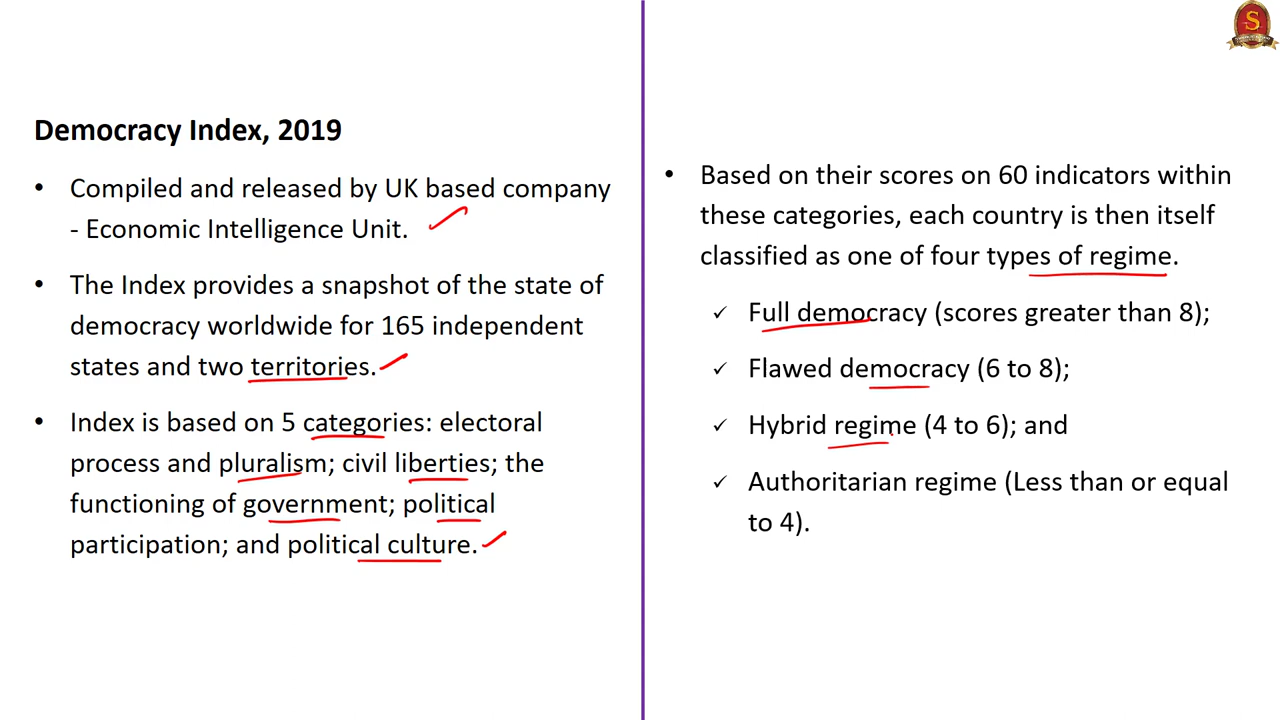 Democracy Index, 2019
• Compiled and released by UK based company
- Economic Intelligence Unit.
• The Index provides a snapshot of the state of
democracy worldwide for 165 independent
states and two territories.
• Index is based on 5 categories: electoral
process and pluralism; civil liberties; the
functioning of government; political
participation; and political culture.
• Based on their scores on 60 indicators within
these categories, each country is then itself
classified as one of four types of regime.
✓ Full democracy (scores greater than 8);
✓ Flawed democracy (6 to 8);
✓ Hybrid regime (4 to 6); and
✓ Authoritarian regime (Less than or equal
to 4).
S